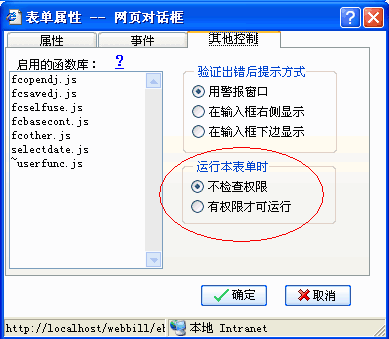 表单属性 -- 网页对话框
属性
事件
其他控制
启用的函数库: ?
fcopendj.js
fcsavedj.js
fcselfuse.js
fcbasecont.js
fcother.js
selectdate.js
~userfunc.js
验证出错后提示方式
用警报窗口
在输入框右侧显示
在输入框下边显示
运行本表单时
不检查权限
有权限才可运行
确定
取消
http://localhost/webbill/eb
本地 Intranet